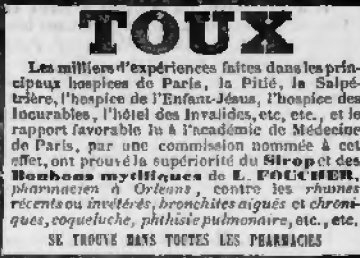 TOUX
Les milliers d'expériences faites dans les prin-
cipaux hospices de Paris, la Pitié, la Salpé-
trière, l'hospice de l'Enfant-Jésus, l'hospice des
Incurables, l'hôtel des Invalides, etc, etc., et le
rapport favorable lu à l'académie de Médecine
de Paris, par une commission nommée à cet
effet, ont prouvé la supériorité du Sirop et des
Bonbons mytilifiques de L. FOUCHER,
pharmacien à Orléans, contre les rhumes
récents ou invétérés, bronchites aiguës et chroni-
ques, coqueluche, phthisie pulmonaire, etc., etc,
SE TROUVE DANS TOUTES LES PHARMACIES